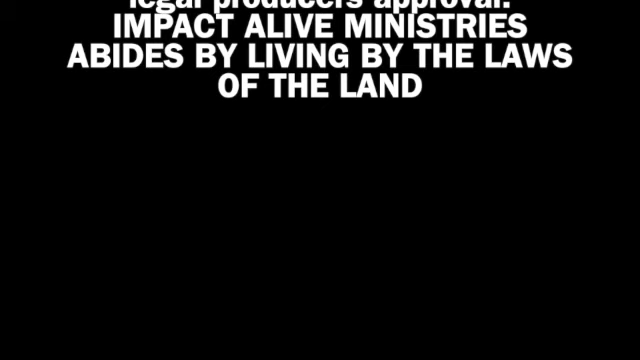 legal producers approval.
IMPACT ALIVE MINISTRIES
ABIDES BY LIVING BY THE LAWS
OF THE LAND